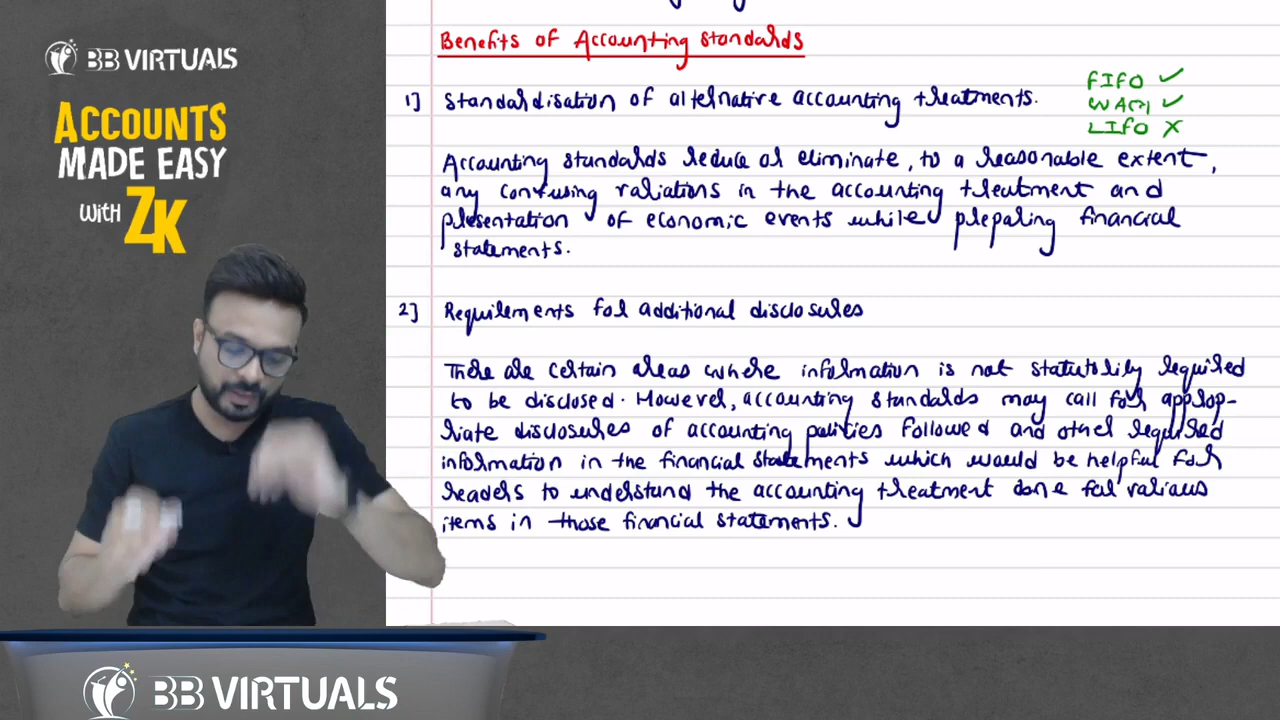 BB VIRTUALS
ACCOUNTS
MADE EASY
WITH ZK
Benefits of Accounting standards
1] Standardisation of alternative accounting treatments.
FIFO ✓
WAM ✓
LIFO X
Accounting standards reduce or eliminate, to a reasonable extent,
any confusing variations in the accounting treatment and
presentation of economic events while preparing financial
statements.
2] Requirements for additional disclosures
There are certain areas where information is not statutorily required
to be disclosed. However, accounting standards may call for approp-
riate disclosures of accounting policies followed and other required
information in the financial statements which would be helpful for
readers to understand the accounting treatment done for various
items in those financial statements.
BB VIRTUALS